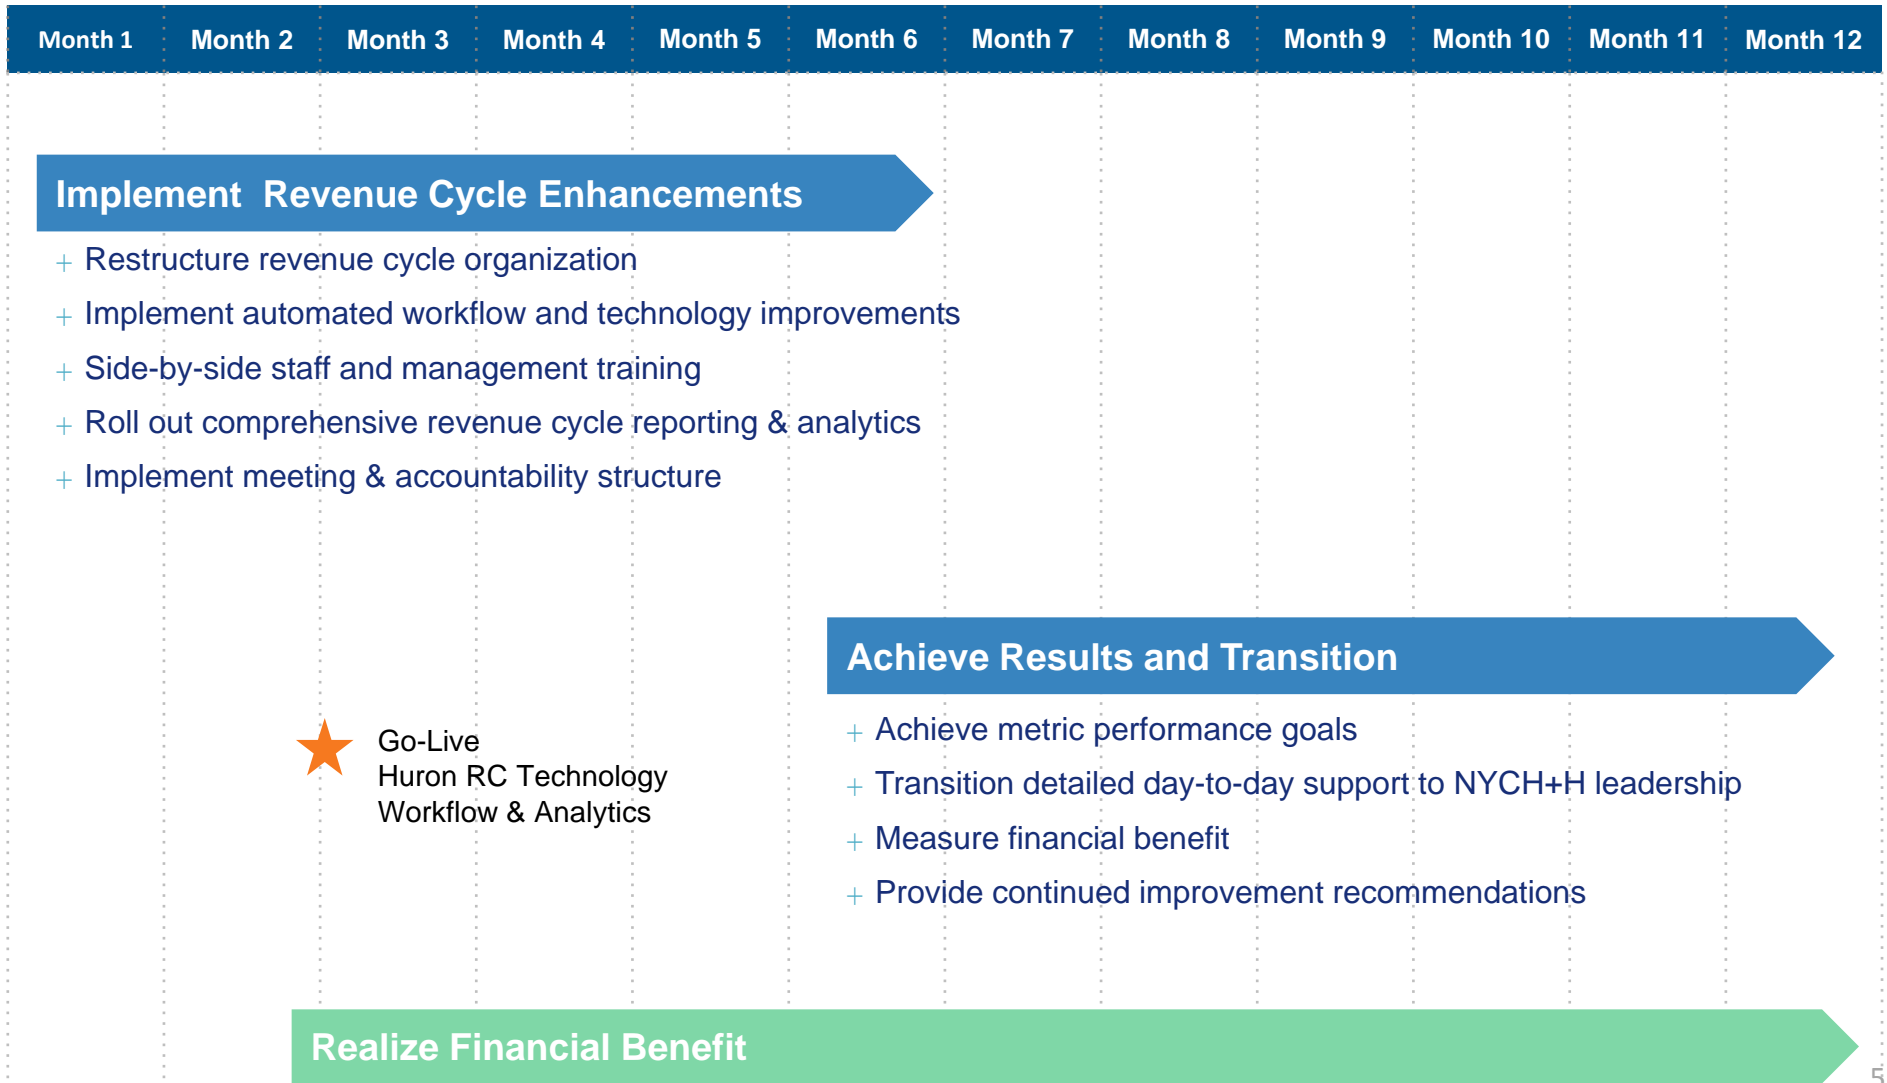 Month 1 Month 2 Month 3 Month 4 Month 5 Month 6 Month 7 Month 8 Month 9 Month 10 Month 11 Month 12
Implement  Revenue Cycle Enhancements
+ Restructure revenue cycle organization
+ Implement automated workflow and technology improvements
+ Side-by-side staff and management training
+ Roll out comprehensive revenue cycle reporting & analytics
+ Implement meeting & accountability structure
Achieve Results and Transition
+ Achieve metric performance goals
+ Transition detailed day-to-day support to NYCH+H leadership
+ Measure financial benefit
+ Provide continued improvement recommendations
Go-Live
Huron RC Technology
Workflow & Analytics
Realize Financial Benefit